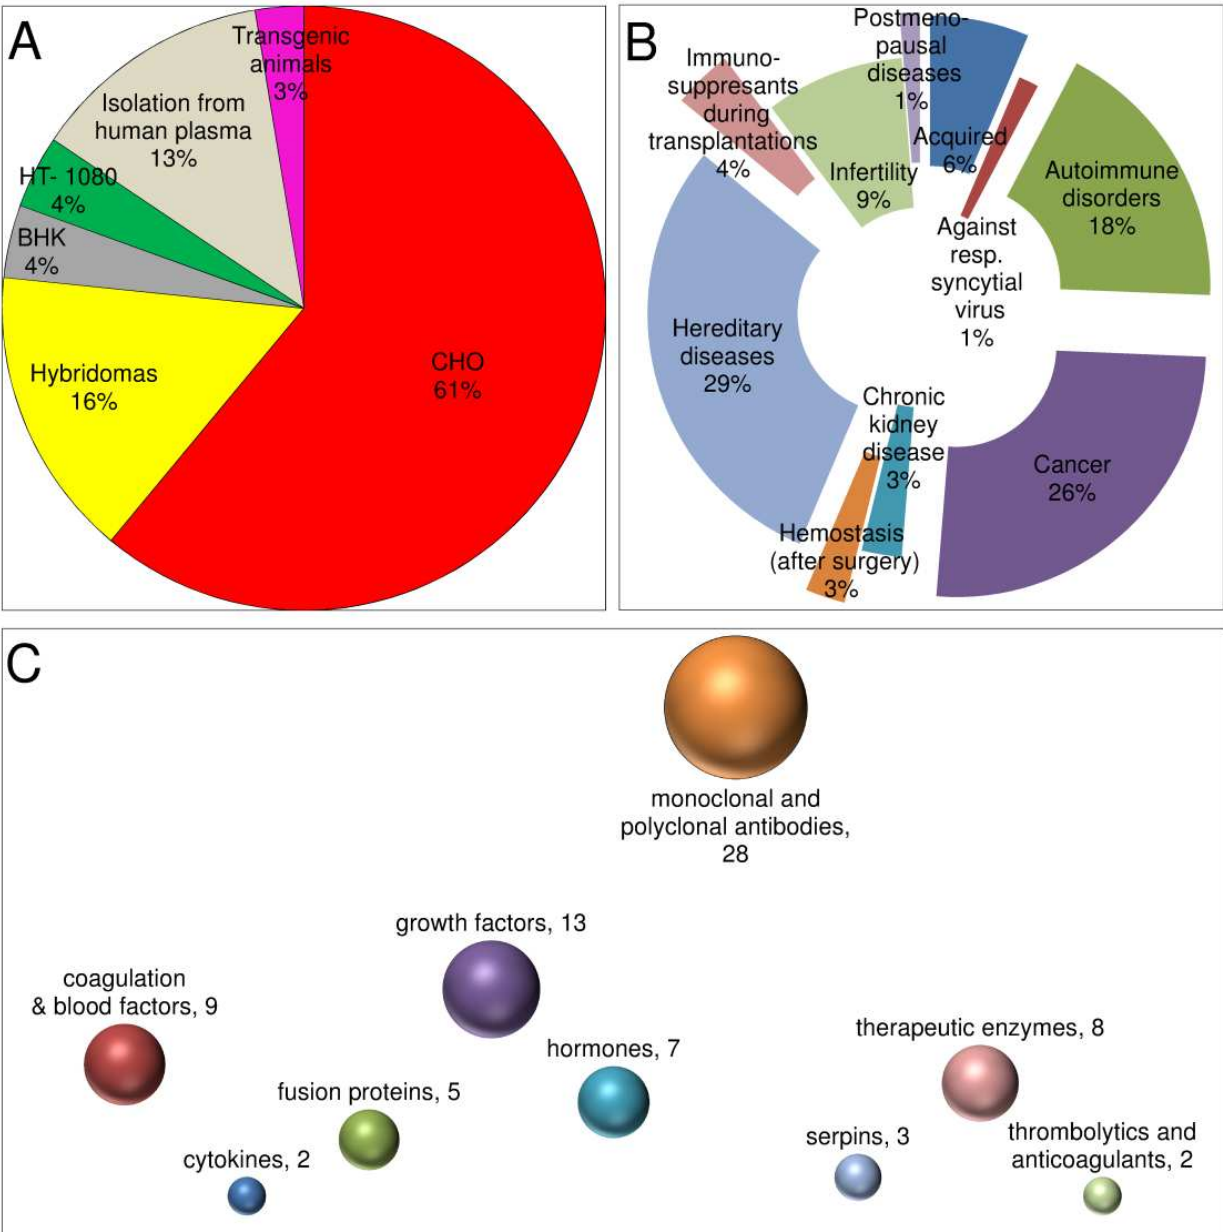 A
Transgenic
animals
3%
Isolation from
human plasma
13%
HT- 1080
4%
BHK
4%
Hybridomas
16%
CHO
61%
B
Postmeno-
pausal
diseases
1%
Immuno-
suppresants
during
transplantations
4%
Infertility
9%
Acquired
6%
Autoimmune
disorders
18%
Against
resp.
syncytial
virus
1%
Hereditary
diseases
29%
Chronic
kidney
disease
3%
Cancer
26%
Hemostasis
(after surgery)
3%
C
monoclonal and
polyclonal antibodies,
28
growth factors, 13
coagulation
& blood factors, 9
therapeutic enzymes, 8
hormones, 7
fusion proteins, 5
serpins, 3
thrombolytics and
anticoagulants, 2
cytokines, 2